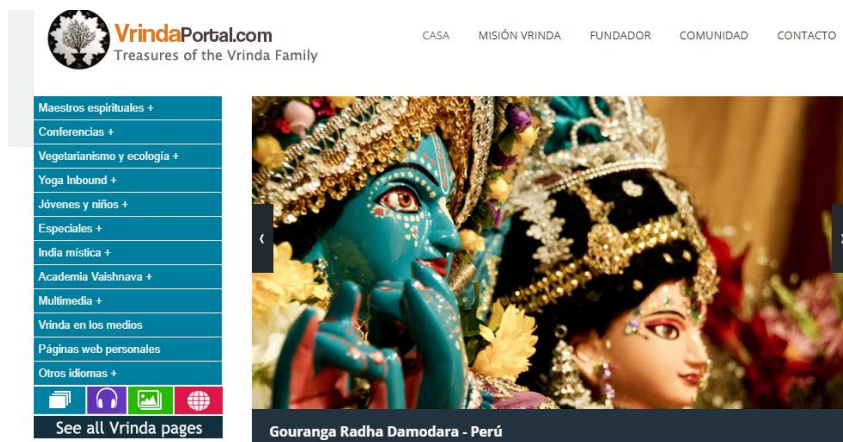 VrindaPortal.com
Treasures of the Vrinda Family
CASA MISIÓN VRINDA FUNDADOR COMUNIDAD CONTACTO
Maestros espirituales +
Conferencias +
Vegetarianismo y ecología +
Yoga Inbound +
Jóvenes y niños +
Especiales +
India mística +
Academia Vaishnava +
Multimedia +
Vrinda en los medios
Páginas web personales
Otros idiomas +
See all Vrinda pages
Gouranga Radha Damodara - Perú